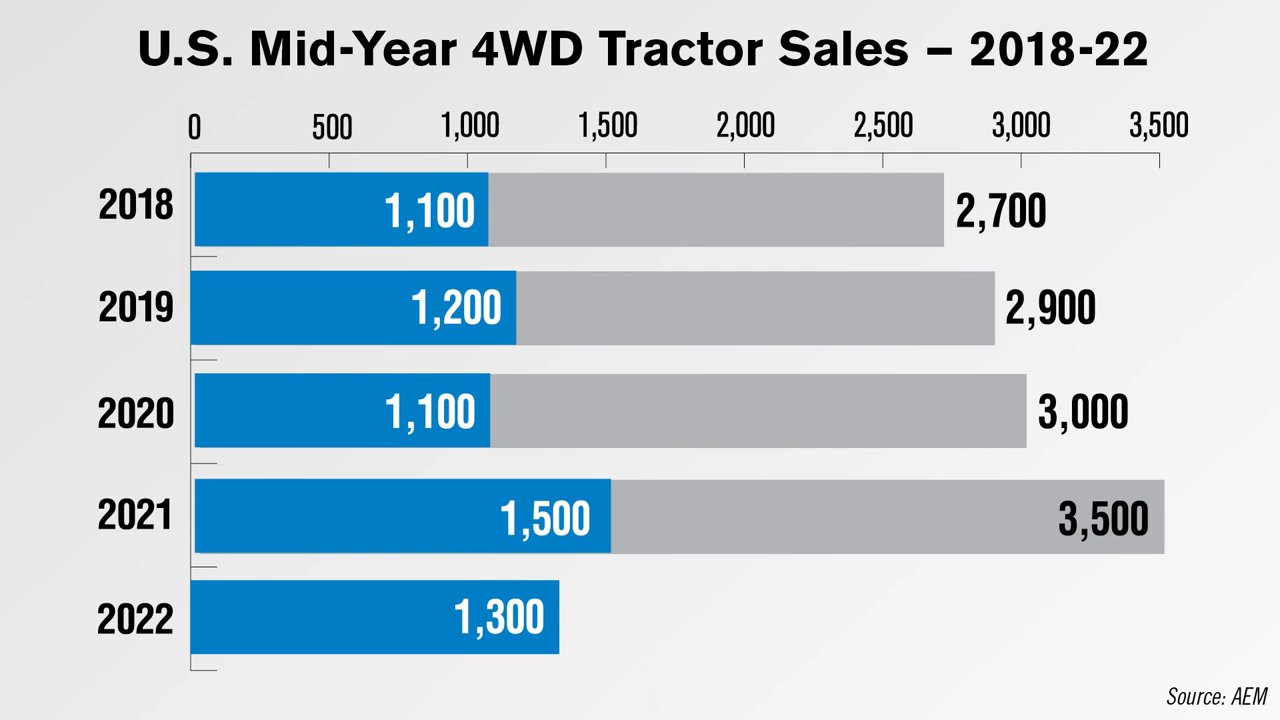 U.S. Mid-Year 4WD Tractor Sales – 2018-22
0 500 1,000 1,500 2,000 2,500 3,000 3,500
2018 1,100 2,700
2019 1,200 2,900
2020 1,100 3,000
2021 1,500 3,500
2022 1,300
Source: AEM